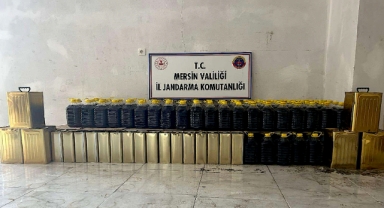 T.C.
MERSİN VALİLİĞİ
İL JANDARMA KOMUTANLIĞI